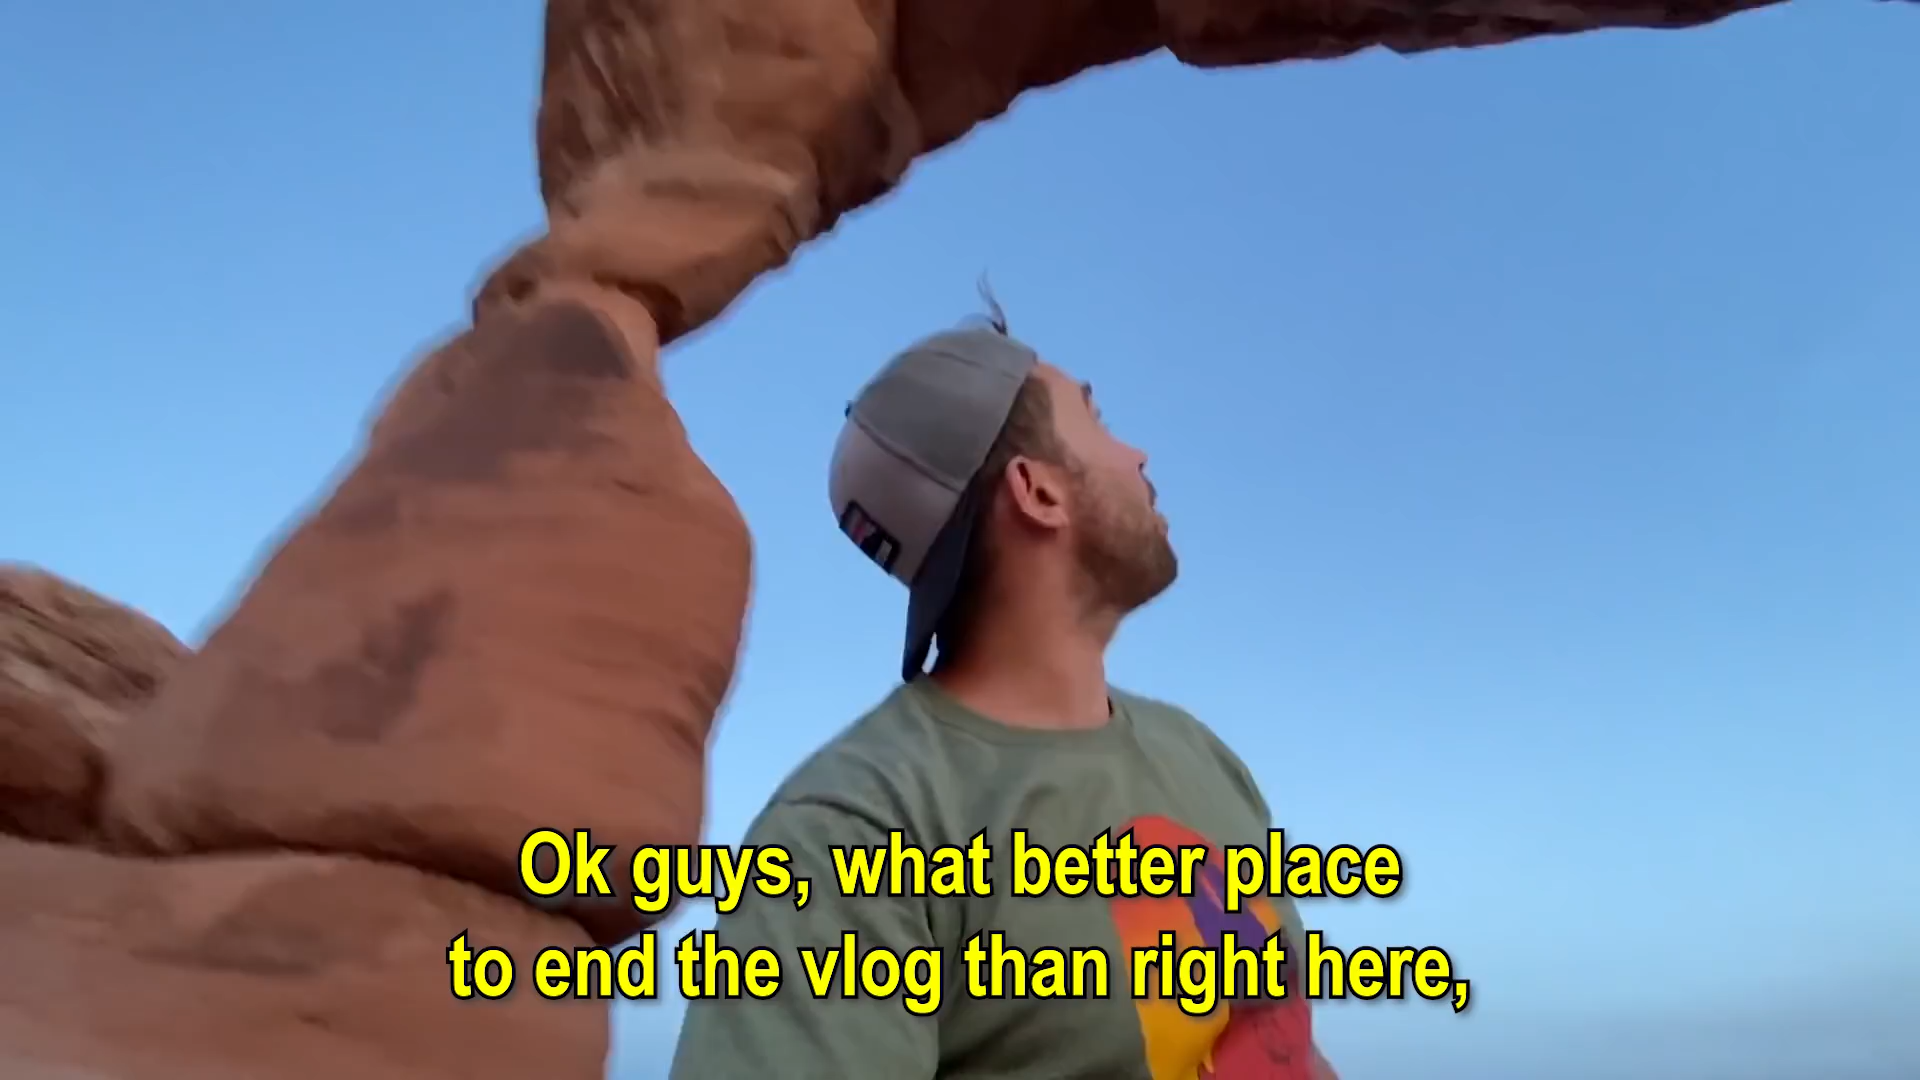 Ok guys, what better place
to end the vlog than right here,